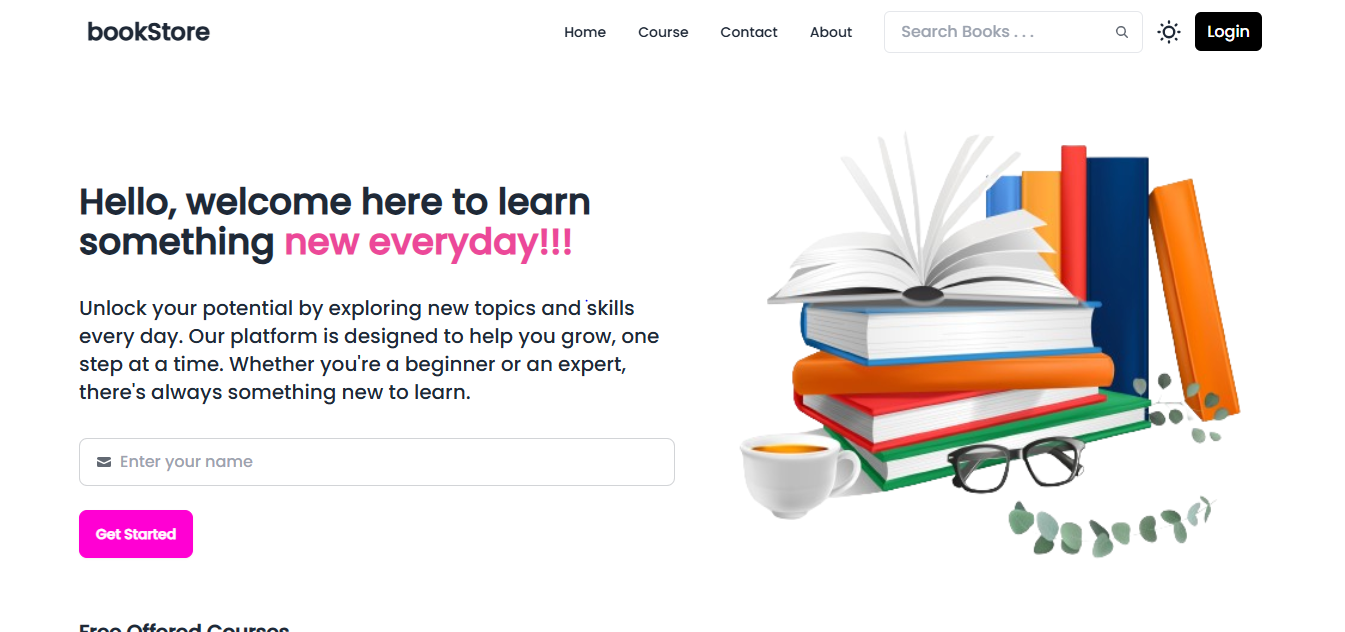 bookStore
Home
Course
Contact
About
Search Books . . .
Login
Hello, welcome here to learn
something new everyday!!!
Unlock your potential by exploring new topics and skills
every day. Our platform is designed to help you grow, one
step at a time. Whether you're a beginner or an expert,
there's always something new to learn.
Enter your name
Get Started
Free Offered Courses